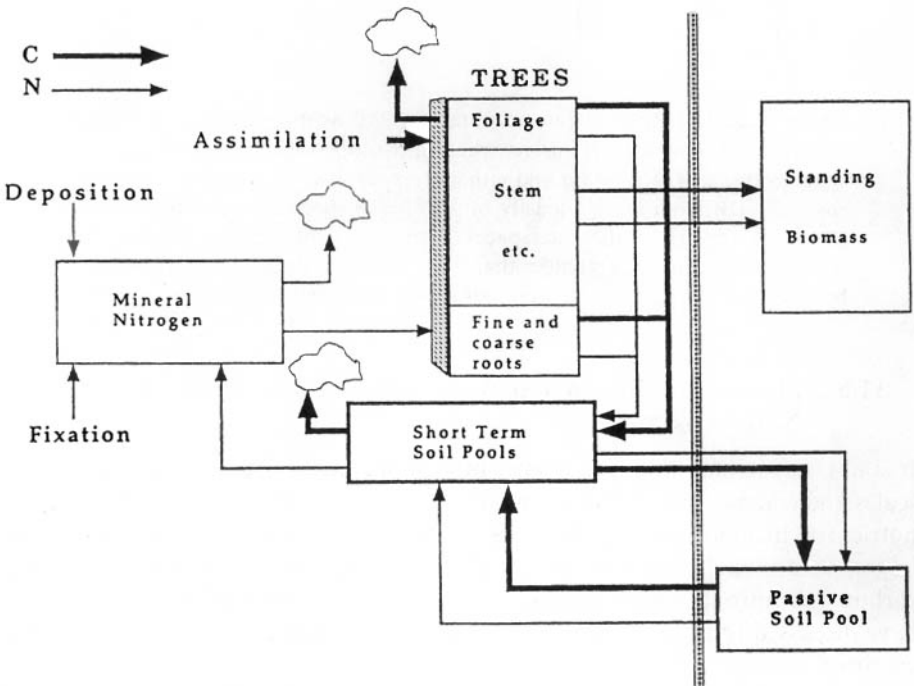 C
N
TREES
Foliage
Assimilation
Stem
etc.
Fine and
coarse
roots
Standing
Biomass
Deposition
Mineral
Nitrogen
Fixation
Short Term
Soil Pools
Passive
Soil Pool